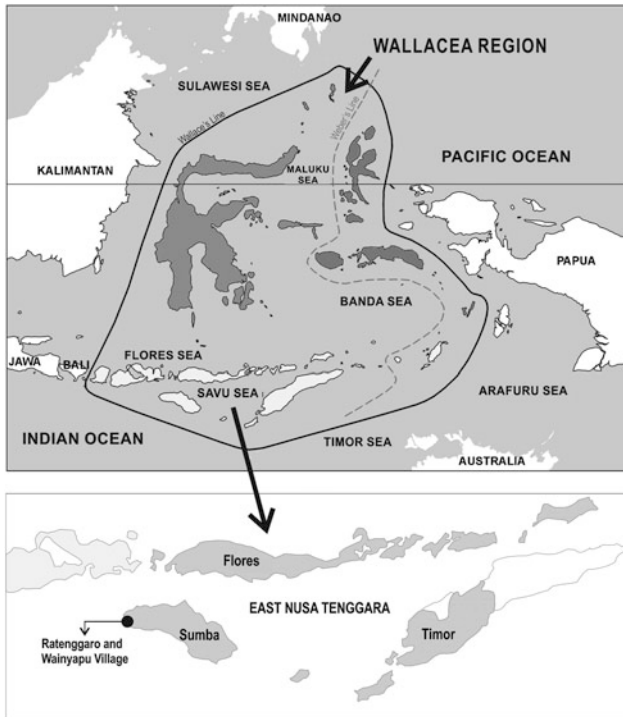 MINDANAO
WALLACEA REGION
SULAWESI SEA
Wallace's Line
Weber's Line
KALIMANTAN
MALUKU
SEA
PACIFIC OCEAN
PAPUA
BANDA SEA
JAWA
BALI
FLORES SEA
SAVU SEA
ARAFURU SEA
INDIAN OCEAN
TIMOR SEA
AUSTRALIA
Flores
EAST NUSA TENGGARA
Sumba
Timor
Ratenggaro and
Wainyapu Village